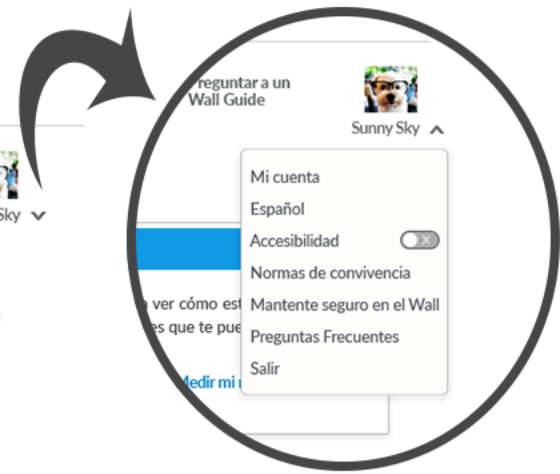 Sky
reguntar a un
Wall Guide
Sunny Sky
Mi cuenta
Español
Accesibilidad
X
Normas de convivencia
Mantente seguro en el Wall
Preguntas Frecuentes
Salir
ver cómo est
es que te pue
Medir mi